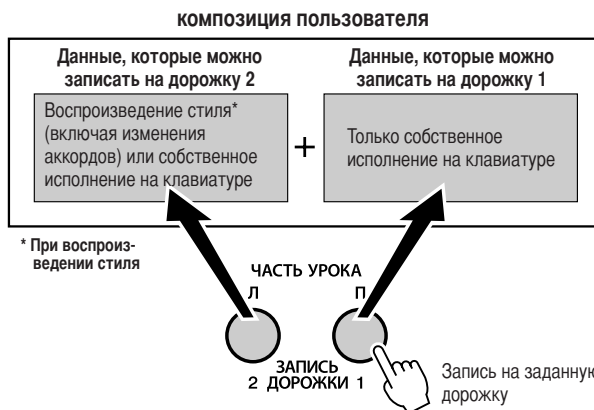 композиция пользователя
Данные, которые можно
записать на дорожку 2
Данные, которые можно
записать на дорожку 1
Воспроизведение стиля*
(включая изменения
аккордов) или собственное
исполнение на клавиатуре
+
Только собственное
исполнение на клавиатуре
* При воспроиз-
ведении стиля
ЧАСТЬ УРОКА
Л П
ЗАПИСЬ
2 ДОРОЖКИ 1
Запись на заданную
дорожку